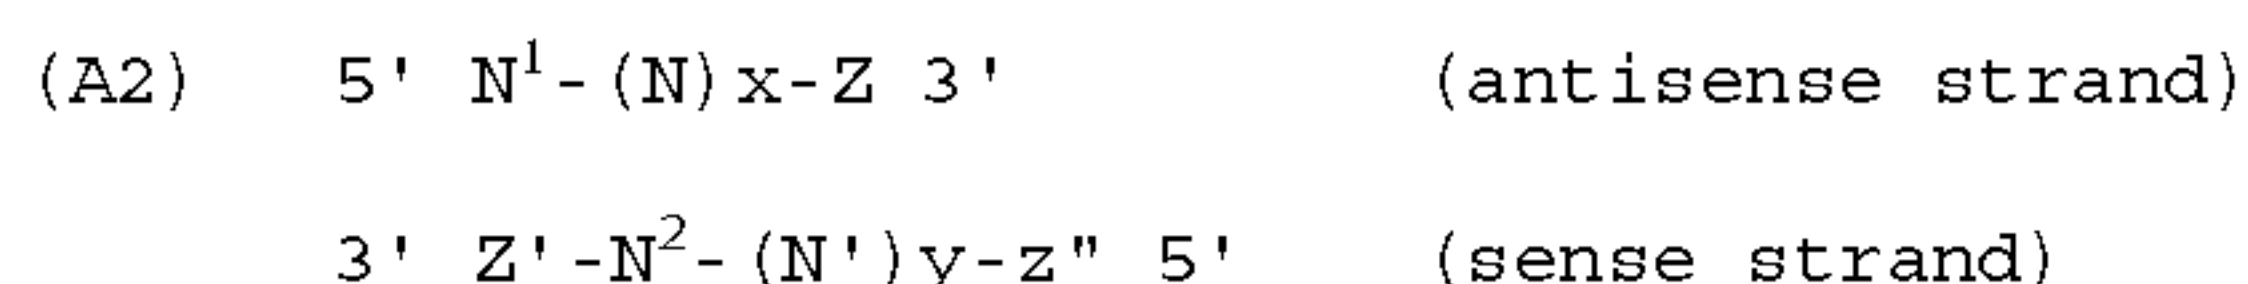 (A2) 5' N¹-(N)x-Z 3' (antisense strand)
3' Z'-N²-(N')y-z" 5' (sense strand)